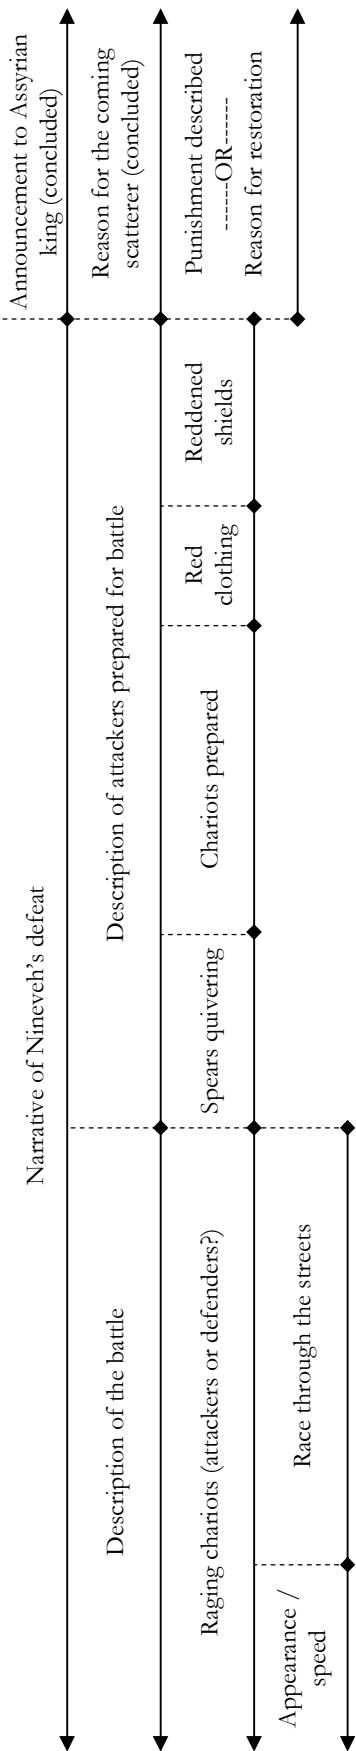 Narrative of Nineveh's defeat
Announcement to Assyrian
king (concluded)
Description of the battle
Description of attackers prepared for battle
Reason for the coming
scatterer (concluded)
Raging chariots (attackers or defenders?)
Spears quivering
Chariots prepared
Red
clothing
Reddened
shields
Punishment described
------OR------
Reason for restoration
Appearance /
speed
Race through the streets